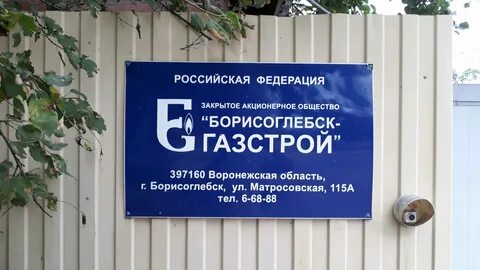 РОССИЙСКАЯ ФЕДЕРАЦИЯ
ЗАКРЫТОЕ АКЦИОНЕРНОЕ ОБЩЕСТВО
"БОРИСОГЛЕБСК-
ГАЗСТРОЙ"
397160 Воронежская область,
г. Борисоглебск, ул. Матросовская, 115А
тел. 6-68-88